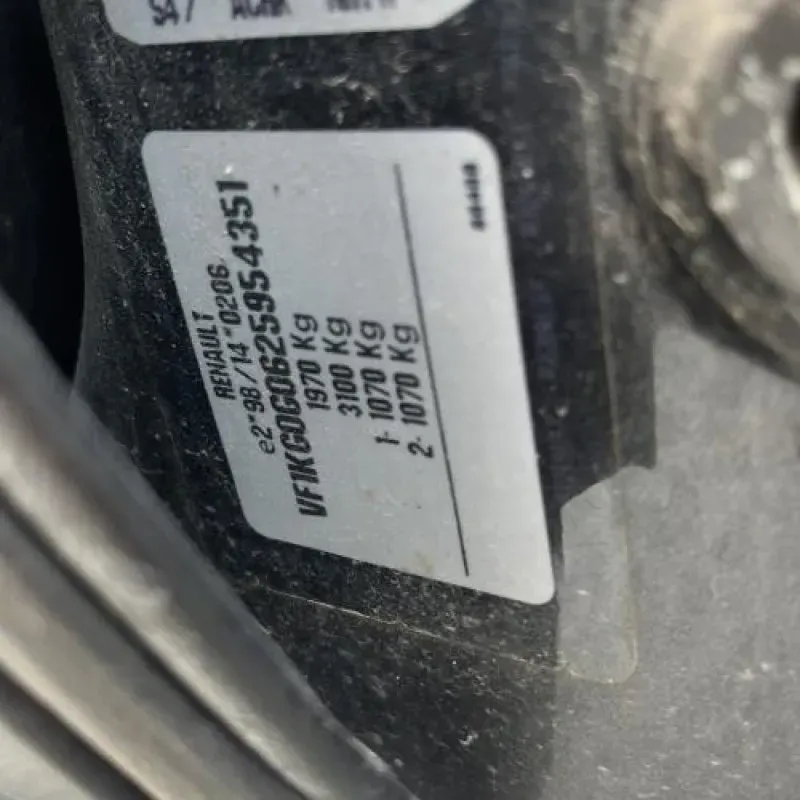 RENAULT
e2*98/14*0206
VF1KG0G0625954351
1970 Kg
3100 Kg
1- 1070 Kg
2- 1070 Kg